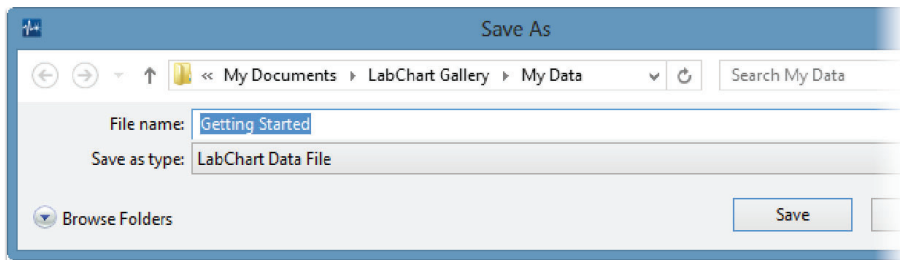 Save As
« My Documents LabChart Gallery My Data Search My Data
File name: Getting Started
Save as type: LabChart Data File
Browse Folders Save